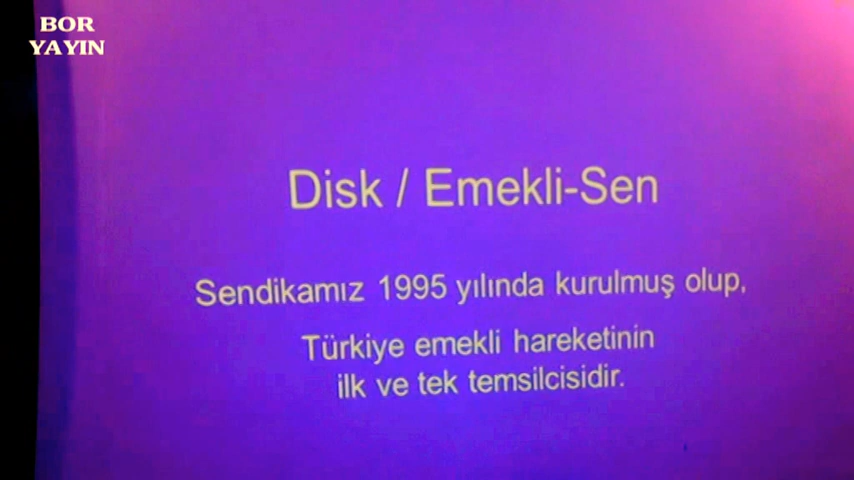 BOR
YAYIN
Disk / Emekli-Sen
Sendikamız 1995 yılında kurulmuş olup,
Türkiye emekli hareketinin
ilk ve tek temsilcisidir.